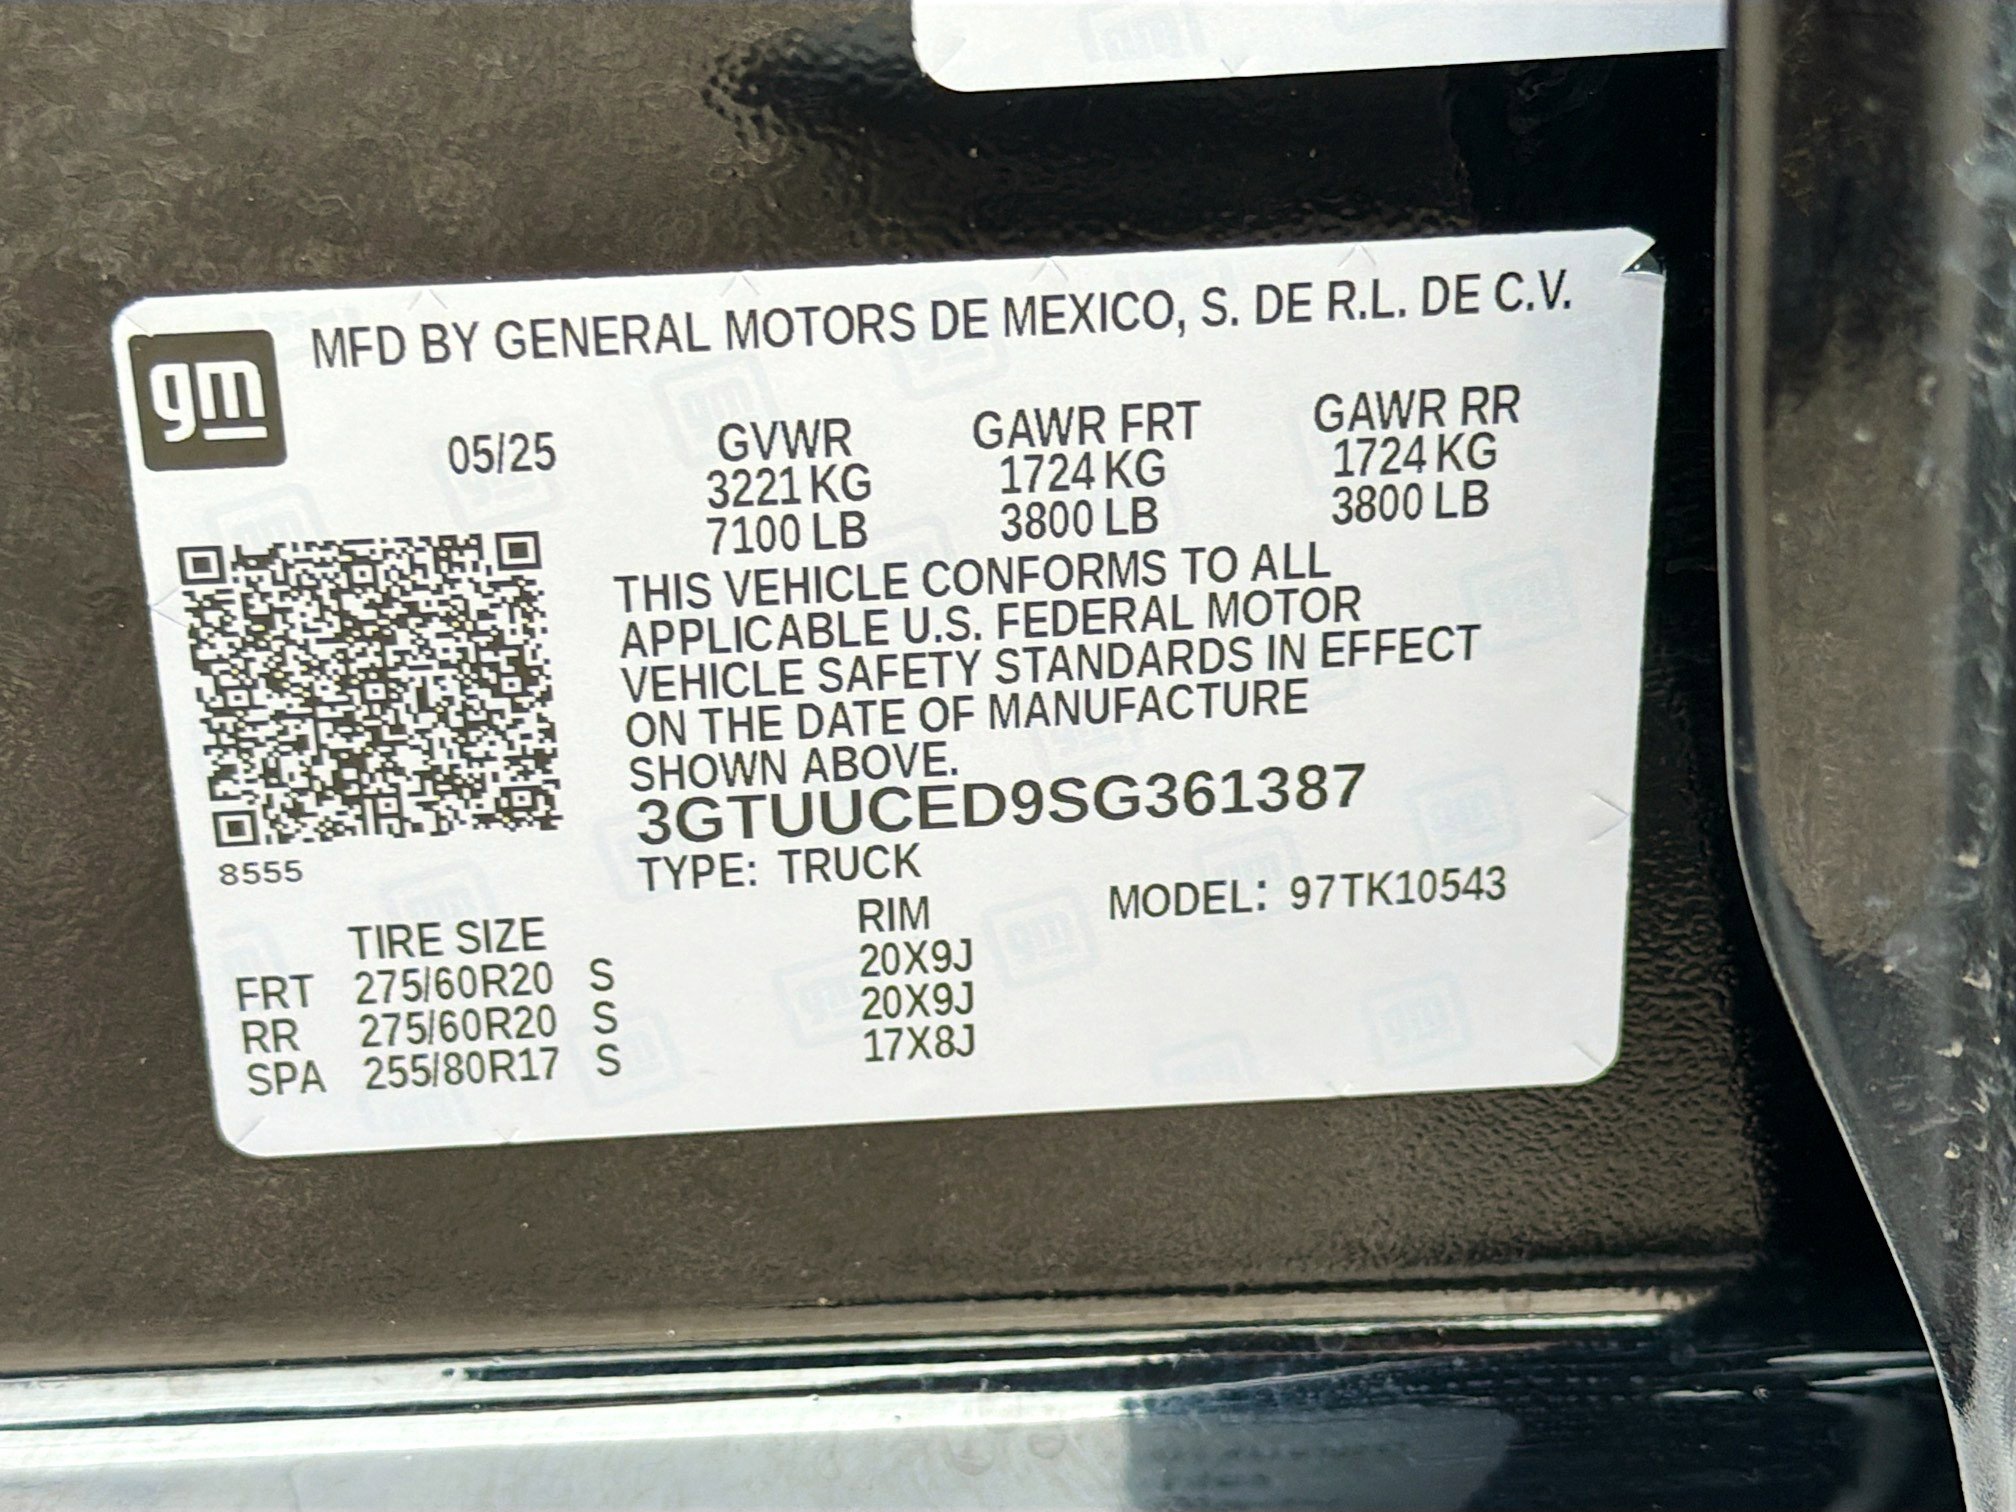 gm
MFD BY GENERAL MOTORS DE MEXICO, S. DE R.L. DE C.V.
05/25
GVWR GAWR FRT GAWR RR
3221 KG 1724 KG 1724 KG
7100 LB 3800 LB 3800 LB
THIS VEHICLE CONFORMS TO ALL
APPLICABLE U.S. FEDERAL MOTOR
VEHICLE SAFETY STANDARDS IN EFFECT
ON THE DATE OF MANUFACTURE
SHOWN ABOVE.
3GTUUCED9SG361387
8555
TYPE: TRUCK MODEL: 97TK10543
TIRE SIZE RIM
FRT 275/60R20 S 20X9J
RR 275/60R20 S 20X9J
SPA 255/80R17 S 17X8J